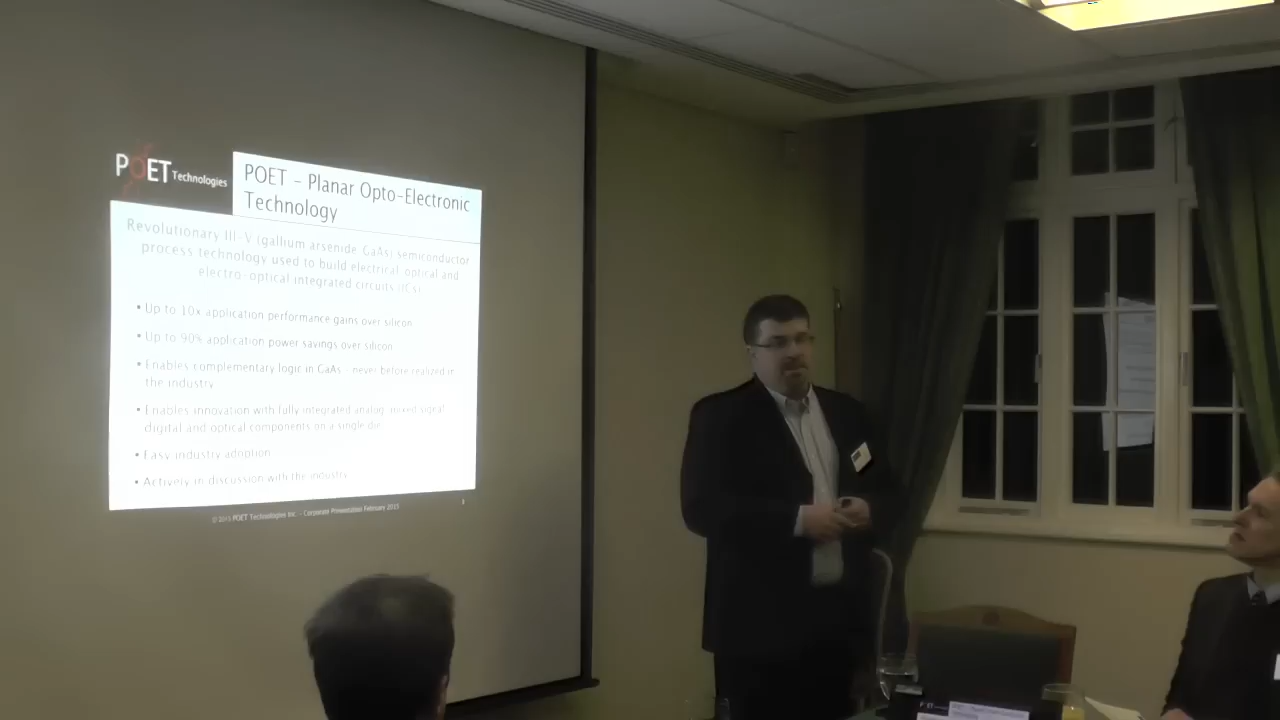 POET Technologies
POET – Planar Opto-Electronic
Technology
Revolutionary III-V (gallium arsenide GaAs) semiconductor
process technology used to build electrical, optical and
electro-optical integrated circuits (ICs)
• Up to 10x application performance gains over silicon
• Up to 90% application power savings over silicon
• Enables complementary logic in GaAs - never before realized in
the industry
• Enables innovation with fully integrated analog, mixed signal,
digital and optical components on a single die
• Easy industry adoption
• Actively in discussion with the industry
© 2015 POET Technologies Inc. – Corporate Presentation February 2015
POET